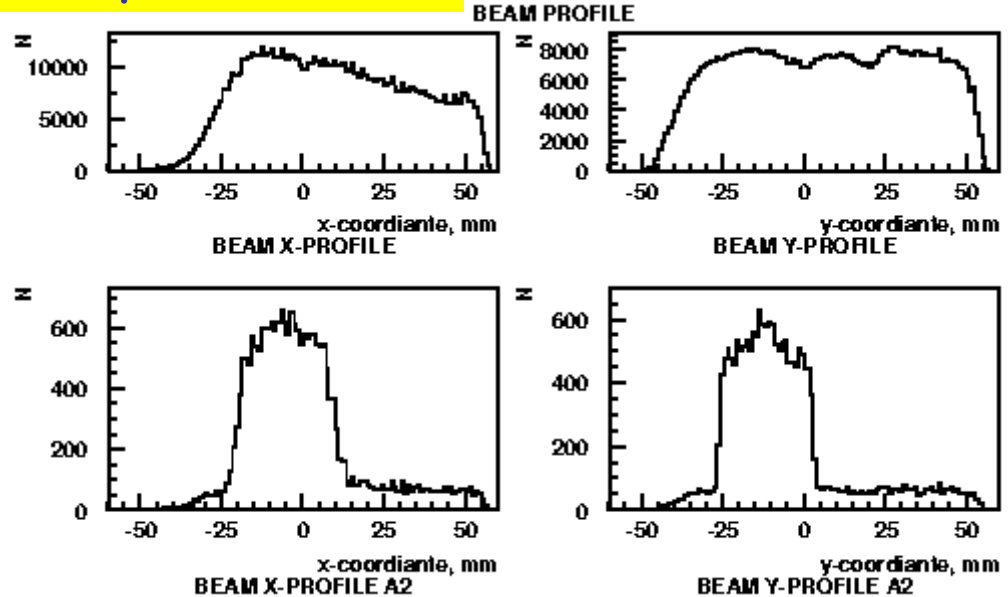 BEAM PROFILE
N
10000
5000
0
-50 -25 0 25 50
x-coordiante, mm
BEAM X-PROFILE
N
8000
6000
4000
2000
0
-50 -25 0 25 50
y-coordiante, mm
BEAM Y-PROFILE
N
600
400
200
0
-50 -25 0 25 50
x-coordiante, mm
BEAM X-PROFILE A2
N
600
400
200
0
-50 -25 0 25 50
y-coordiante, mm
BEAM Y-PROFILE A2